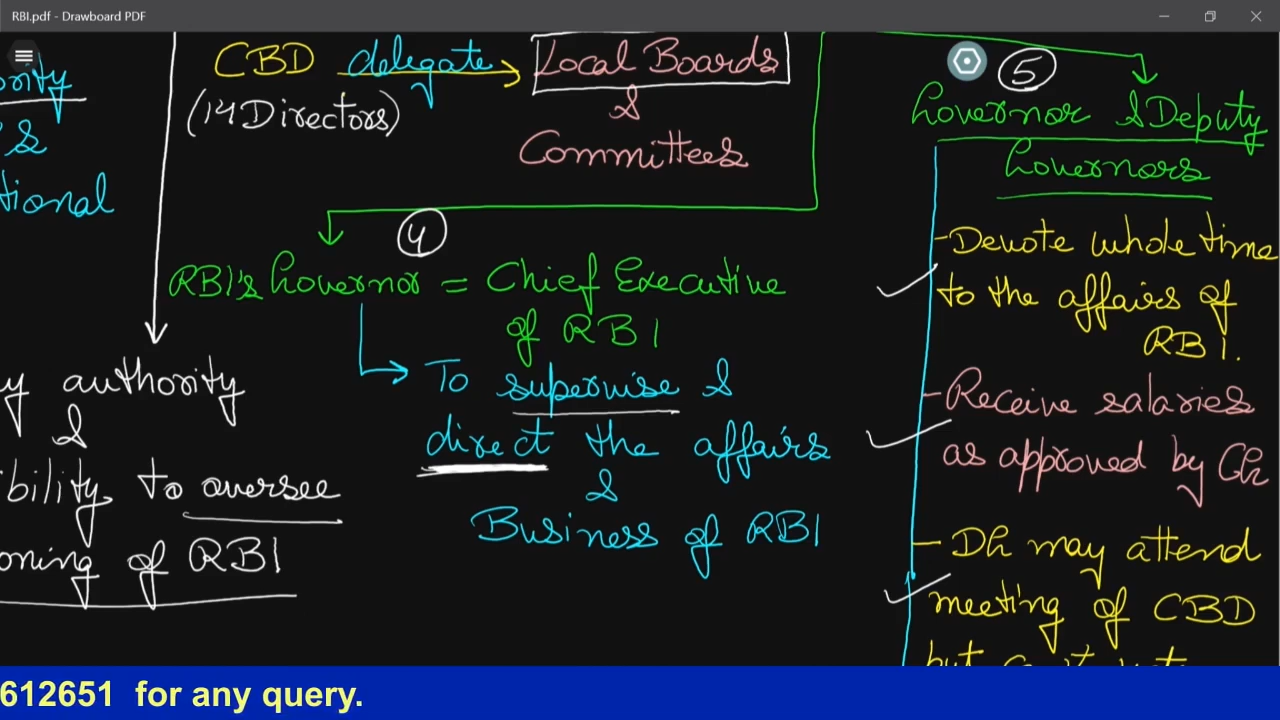 RBI.pdf - Drawboard PDF
ority
&
tional
CBD delegate Local Boards
(14 Directors)
&
Committees
4
RBI's Governor = Chief Executive
of RBI
To supervise &
direct the affairs
&
Business of RBI
y authority
&
bility to oversee
oning of RBI
5
Governor & Deputy
Governors
- Devote whole time
to the affairs of
RBI.
- Receive salaries
as approved by CG
- DG may attend
meeting of CBD
but
612651 for any query.